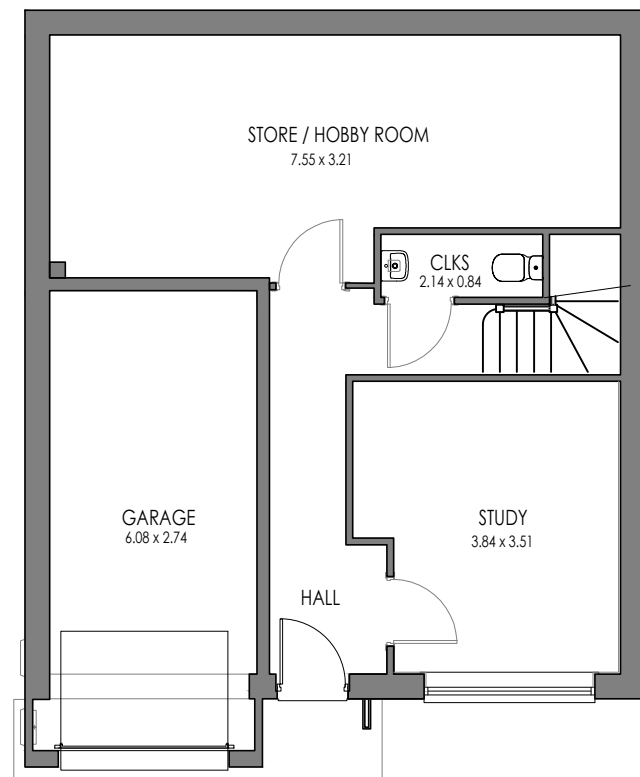 STORE / HOBBY ROOM
7.55 x 3.21
CLKS
2.14 x 0.84
GARAGE
6.08 x 2.74
STUDY
3.84 x 3.51
HALL